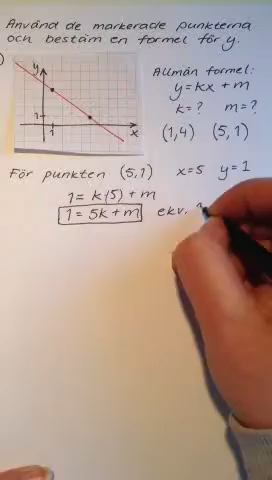 Använd de markerade punkterna
och bestäm en formel för y.
)
y
Allmän formel:
y = kx + m
k = ? m = ?
1
1
x
(1,4) (5,1)
För punkten (5,1) x=5 y=1
1 = k·(5) + m
1 = 5k + m ekv.